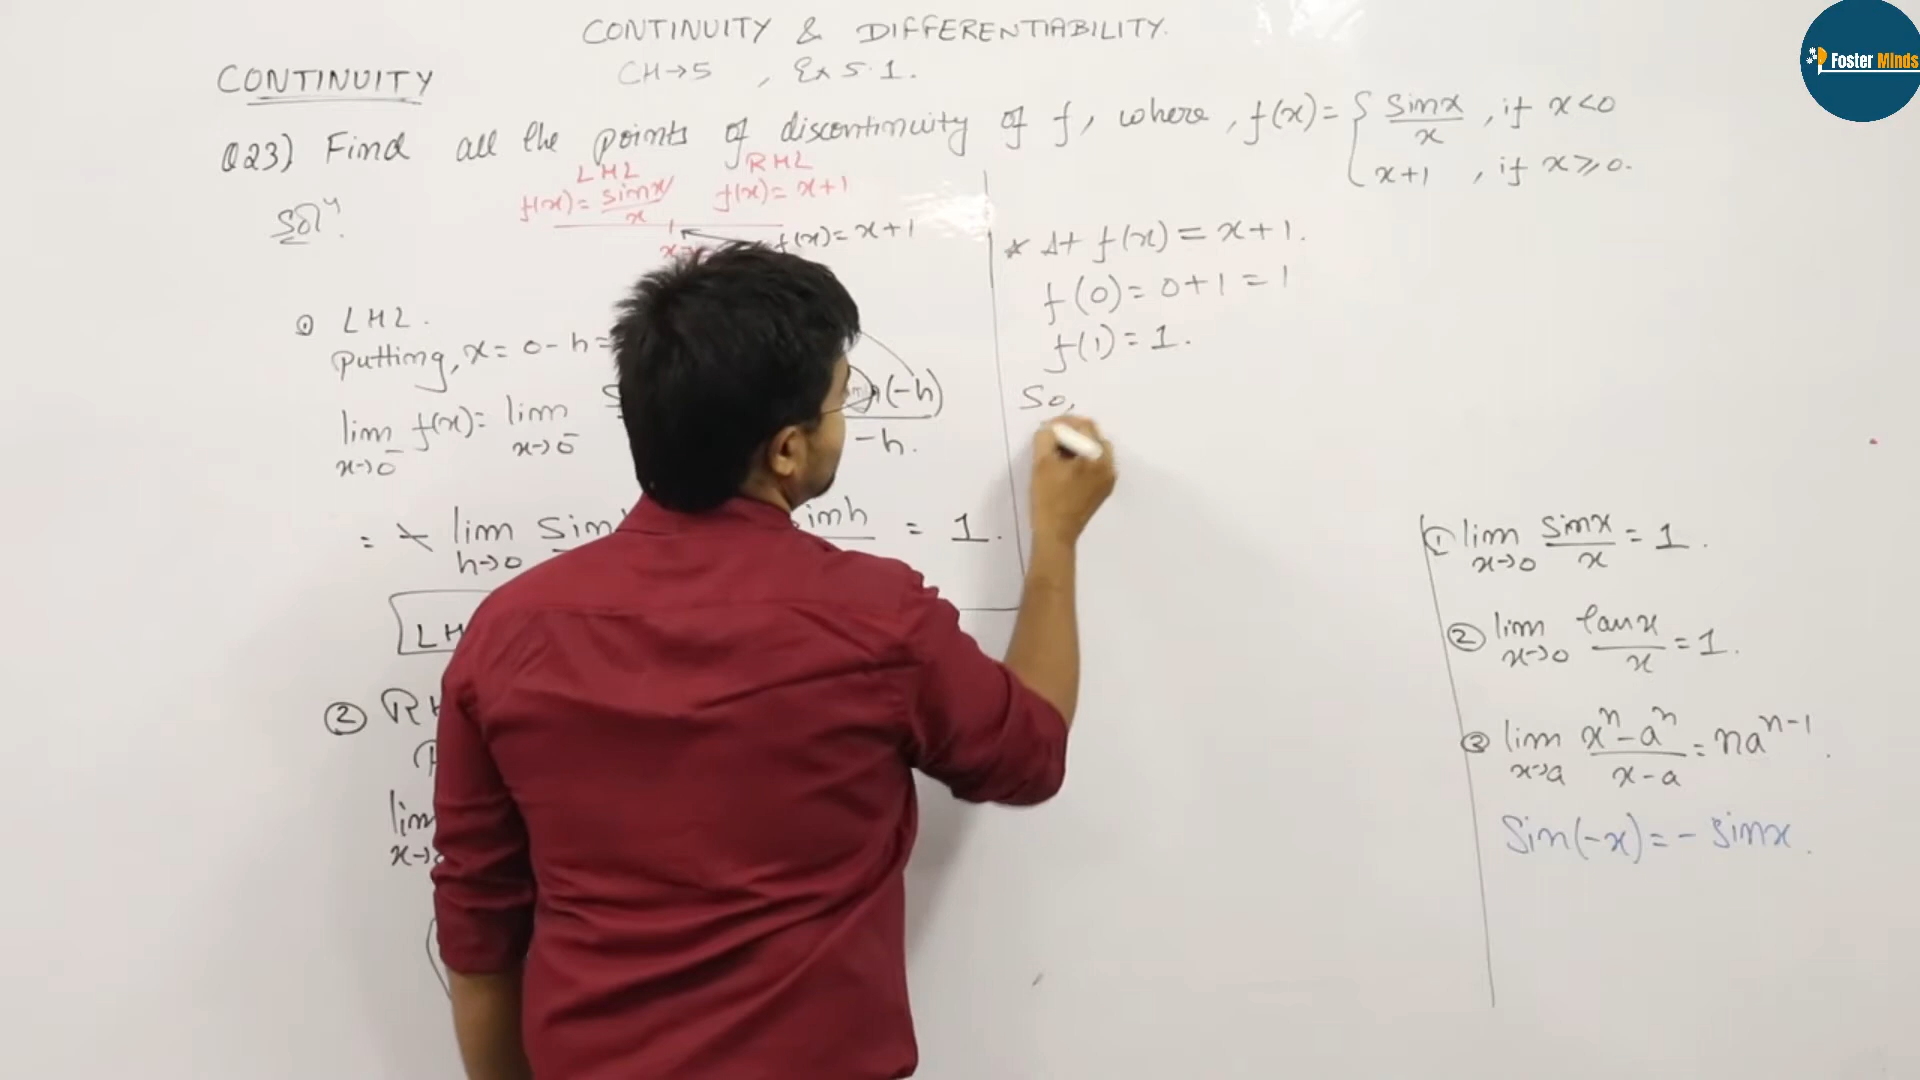 CONTINUITY & DIFFERENTIABILITY.
CH→5 , Ex 5.1.
CONTINUITY
Q23) Find all the points of discontinuity of f, where, f(x) = { sinx/x , if x<0
x+1 , if x≥0.
Solⁿ.
LHL
f(x) = sinx/x
RHL
f(x) = x+1
f(x) = x+1
① LHL.
Putting, x = 0-h =
lim x→0⁻ f(x) = lim x→0⁻
(-h)
-h.
= lim h→0 sinh = 1.
LH
② RH
lim
x→
* At f(x) = x+1.
f(0) = 0+1 = 1
f(1) = 1.
So,
① lim x→0 sinx/x = 1.
② lim x→0 tanx/x = 1.
③ lim x→a xⁿ-aⁿ/x-a = naⁿ⁻¹.
Sin(-x) = - sinx.
Foster Minds